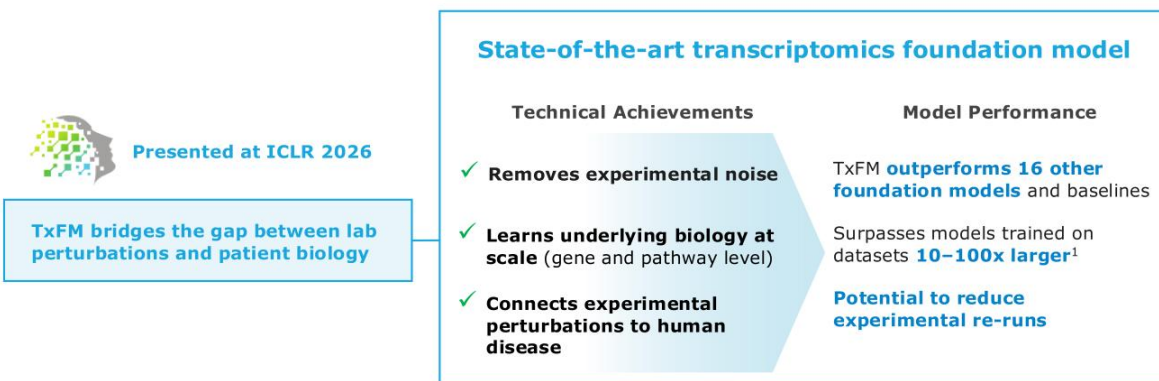 State-of-the-art transcriptomics foundation model
Presented at ICLR 2026
TxFM bridges the gap between lab
perturbations and patient biology
Technical Achievements
✓ Removes experimental noise
✓ Learns underlying biology at
scale (gene and pathway level)
✓ Connects experimental
perturbations to human
disease
Model Performance
TxFM outperforms 16 other
foundation models and baselines
Surpasses models trained on
datasets 10–100x larger¹
Potential to reduce
experimental re-runs